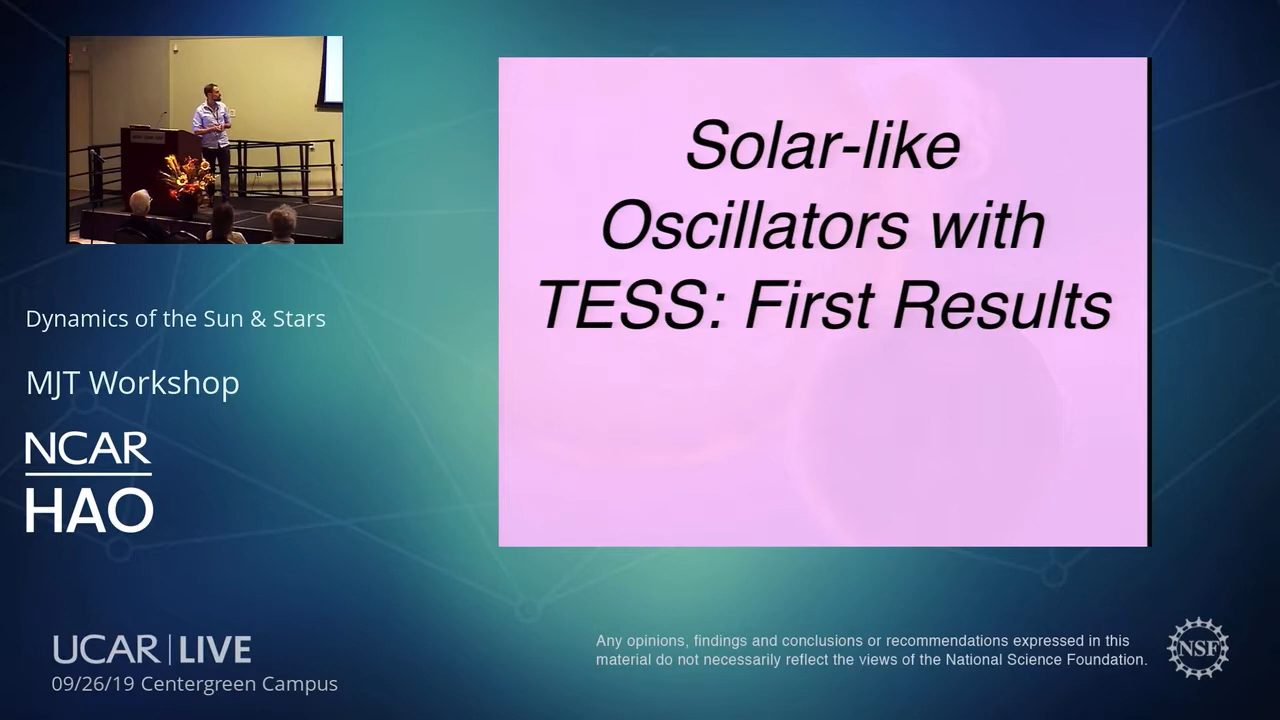 Solar-like
Oscillators with
TESS: First Results
Dynamics of the Sun & Stars
MJT Workshop
NCAR
HAO
UCAR | LIVE
09/26/19 Centergreen Campus
Any opinions, findings and conclusions or recommendations expressed in this
material do not necessarily reflect the views of the National Science Foundation.
NSF